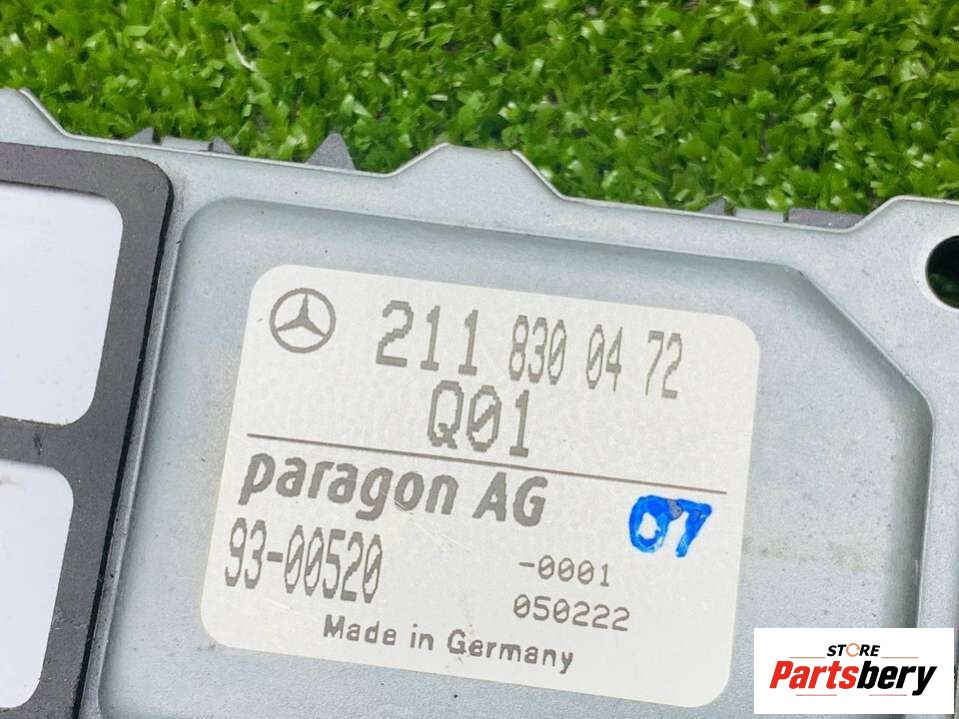 211 830 04 72
Q01
paragon AG
07
93-00520
-0001
050222
Made in Germany
STORE
Partsbery